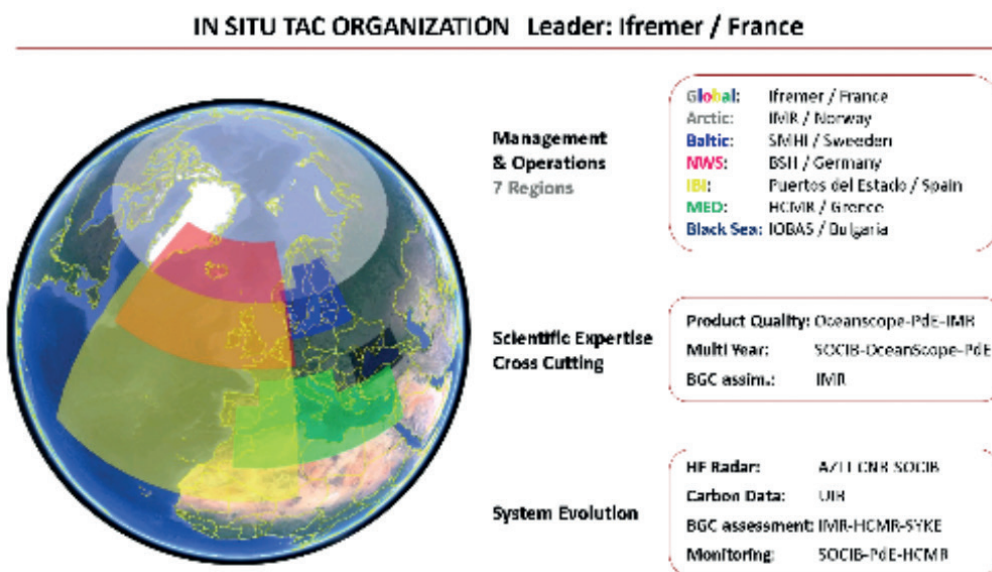 IN SITU TAC ORGANIZATION Leader: Ifremer / France
Management
& Operations
7 Regions
Global: Ifremer / France
Arctic: IMR / Norway
Baltic: SMHI / Sweeden
NWS: BSH / Germany
IBI: Puertos del Estado / Spain
MED: HCMR / Grence
Black Sea: IOBAS / Bulgaria
Scientific Expertise
Cross Cutting
Product Quality: Oceanscope-PdE-IMR
Multi Year: SOCIB-OceanScope-PdE
BGC assim.: IMR
System Evolution
HF Radar: AZTI-CNR-SOCIB
Carbon Data:
BGC assessment: IMR-HCMR-SYKE
Monitoring: SOCIB-PdE-HCMR